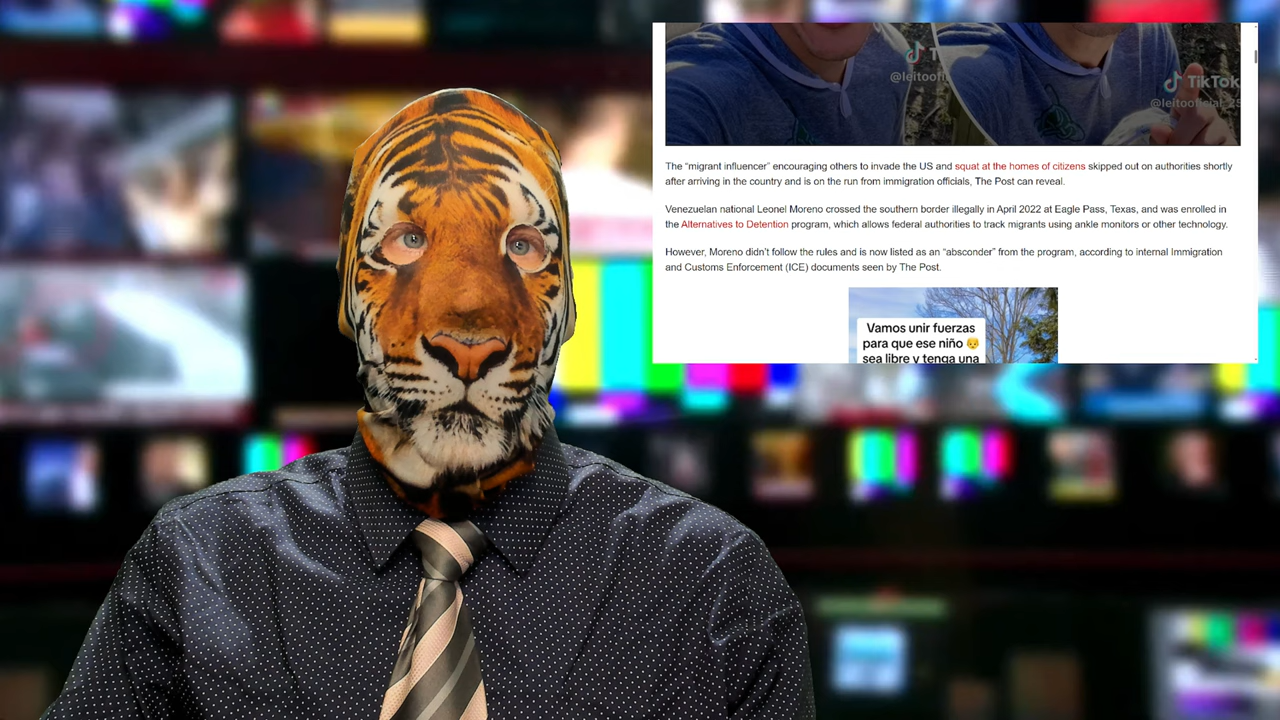 TikTok
@leitooficial_25
The “migrant influencer” encouraging others to invade the US and squat at the homes of citizens skipped out on authorities shortly
after arriving in the country and is on the run from immigration officials, The Post can reveal.
Venezuelan national Leonel Moreno crossed the southern border illegally in April 2022 at Eagle Pass, Texas, and was enrolled in
the Alternatives to Detention program, which allows federal authorities to track migrants using ankle monitors or other technology.
However, Moreno didn’t follow the rules and is now listed as an “absconder” from the program, according to internal Immigration
and Customs Enforcement (ICE) documents seen by The Post.
Vamos unir fuerzas
para que ese niño 👶
sea libre y tenga una